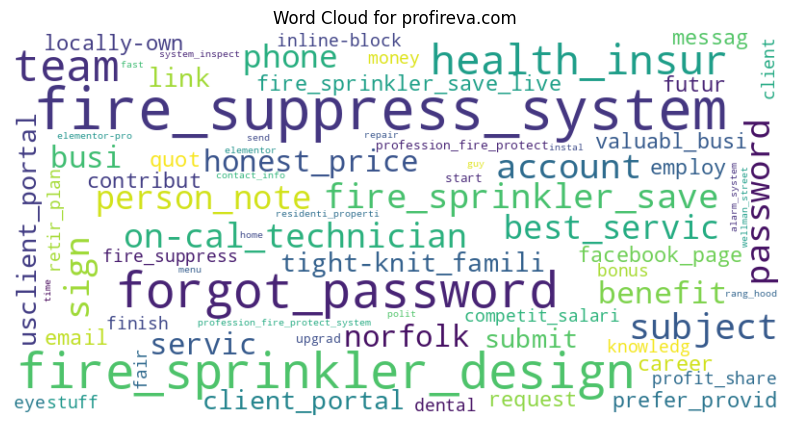 Word Cloud for profireva.com
locally-own
system_inspect
inline-block
messag
fast
team
link
phone
money
health_insur
client
fire_sprinkler_save_live
futur
fire_suppress_system
usclient_portal
elementor-pro
elementor
send
repair
profession_fire_protect
instal
valuabl_busi
busi
quot
honest_price
guy
account
employ
password
alarm_system
wellman_street
retir_plan
contribut
contact_info
start
person_note
fire_sprinkler_save
residenti_properti
sign
on-cal_technician
best_servic
fire_suppress
home
tight-knit_famili
facebook_page
time
menu
forgot_password
bonus
benefit
rang_hood
email
finish
profession_fire_protect_system
polit
competit_salari
subject
servic
upgrad
norfolk
submit
knowledg
career
fire_sprinkler_design
fair
profit_share
eyestuff
client_portal
dental
request
prefer_provid